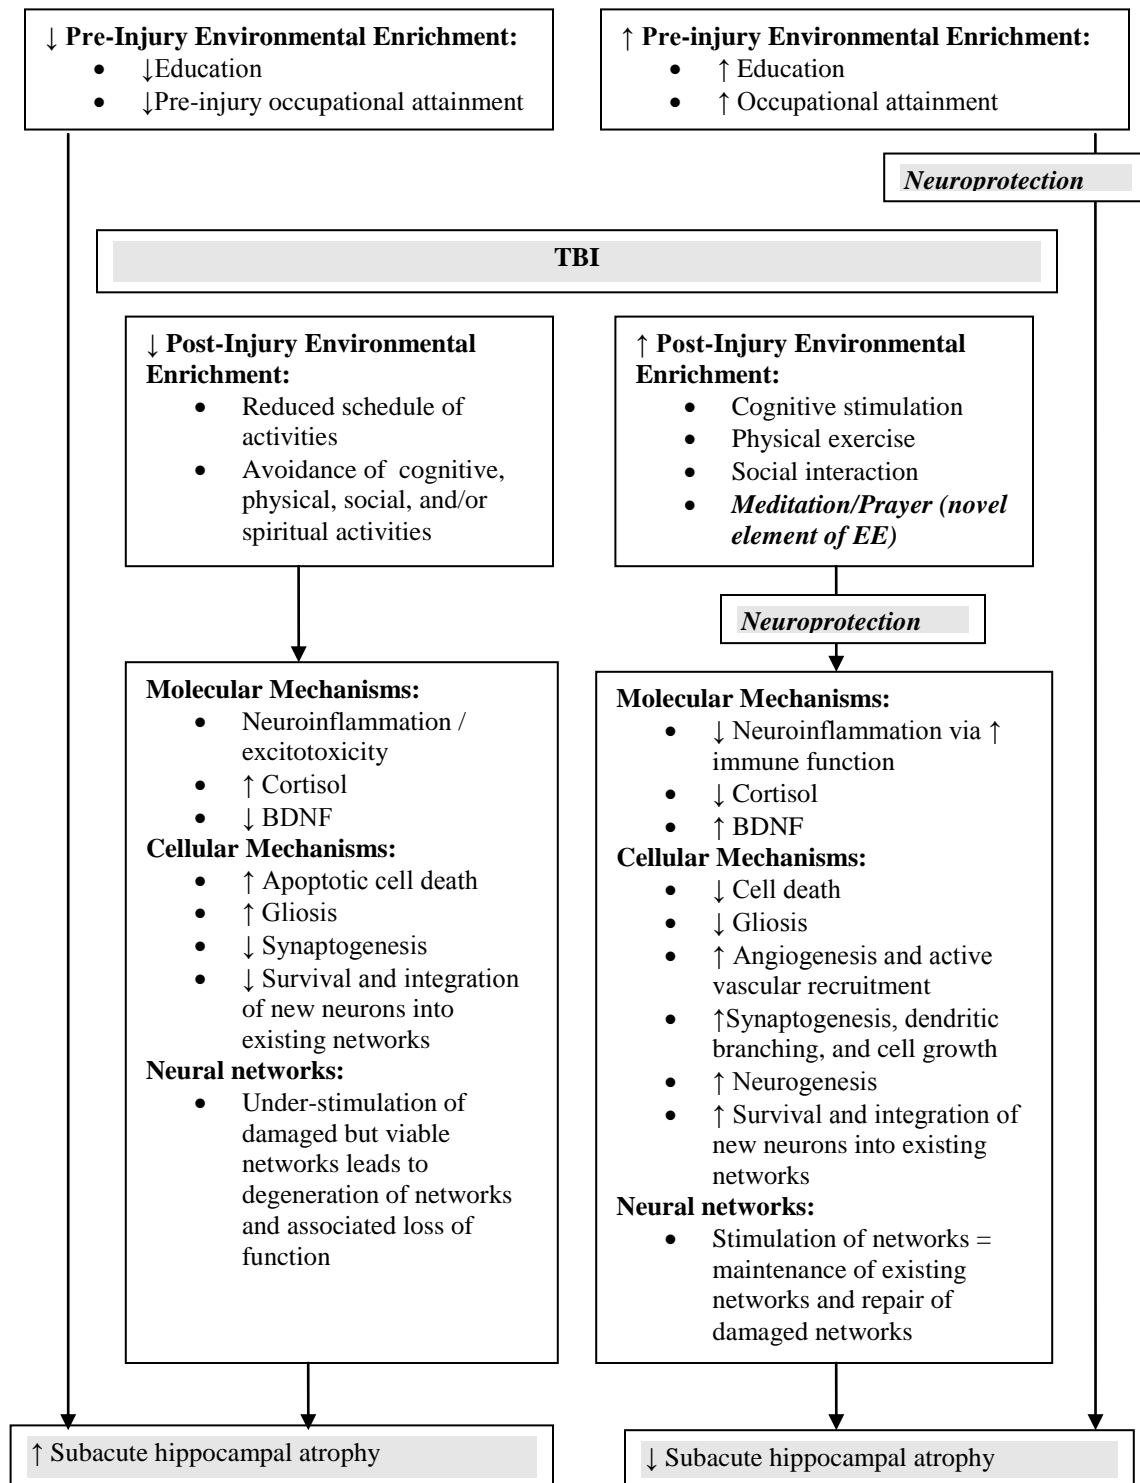 ↓ Pre-Injury Environmental Enrichment:
• ↓Education
• ↓Pre-injury occupational attainment
↑ Pre-injury Environmental Enrichment:
• ↑ Education
• ↑ Occupational attainment
Neuroprotection
TBI
↓ Post-Injury Environmental
Enrichment:
• Reduced schedule of
activities
• Avoidance of cognitive,
physical, social, and/or
spiritual activities
↑ Post-Injury Environmental
Enrichment:
• Cognitive stimulation
• Physical exercise
• Social interaction
• Meditation/Prayer (novel
element of EE)
Neuroprotection
Molecular Mechanisms:
• Neuroinflammation /
excitotoxicity
• ↑ Cortisol
• ↓ BDNF
Cellular Mechanisms:
• ↑ Apoptotic cell death
• ↑ Gliosis
• ↓ Synaptogenesis
• ↓ Survival and integration
of new neurons into
existing networks
Neural networks:
• Under-stimulation of
damaged but viable
networks leads to
degeneration of networks
and associated loss of
function
Molecular Mechanisms:
• ↓ Neuroinflammation via ↑
immune function
• ↓ Cortisol
• ↑ BDNF
Cellular Mechanisms:
• ↓ Cell death
• ↓ Gliosis
• ↑ Angiogenesis and active
vascular recruitment
• ↑Synaptogenesis, dendritic
branching, and cell growth
• ↑ Neurogenesis
• ↑ Survival and integration of
new neurons into existing
networks
Neural networks:
• Stimulation of networks =
maintenance of existing
networks and repair of
damaged networks
↑ Subacute hippocampal atrophy
↓ Subacute hippocampal atrophy